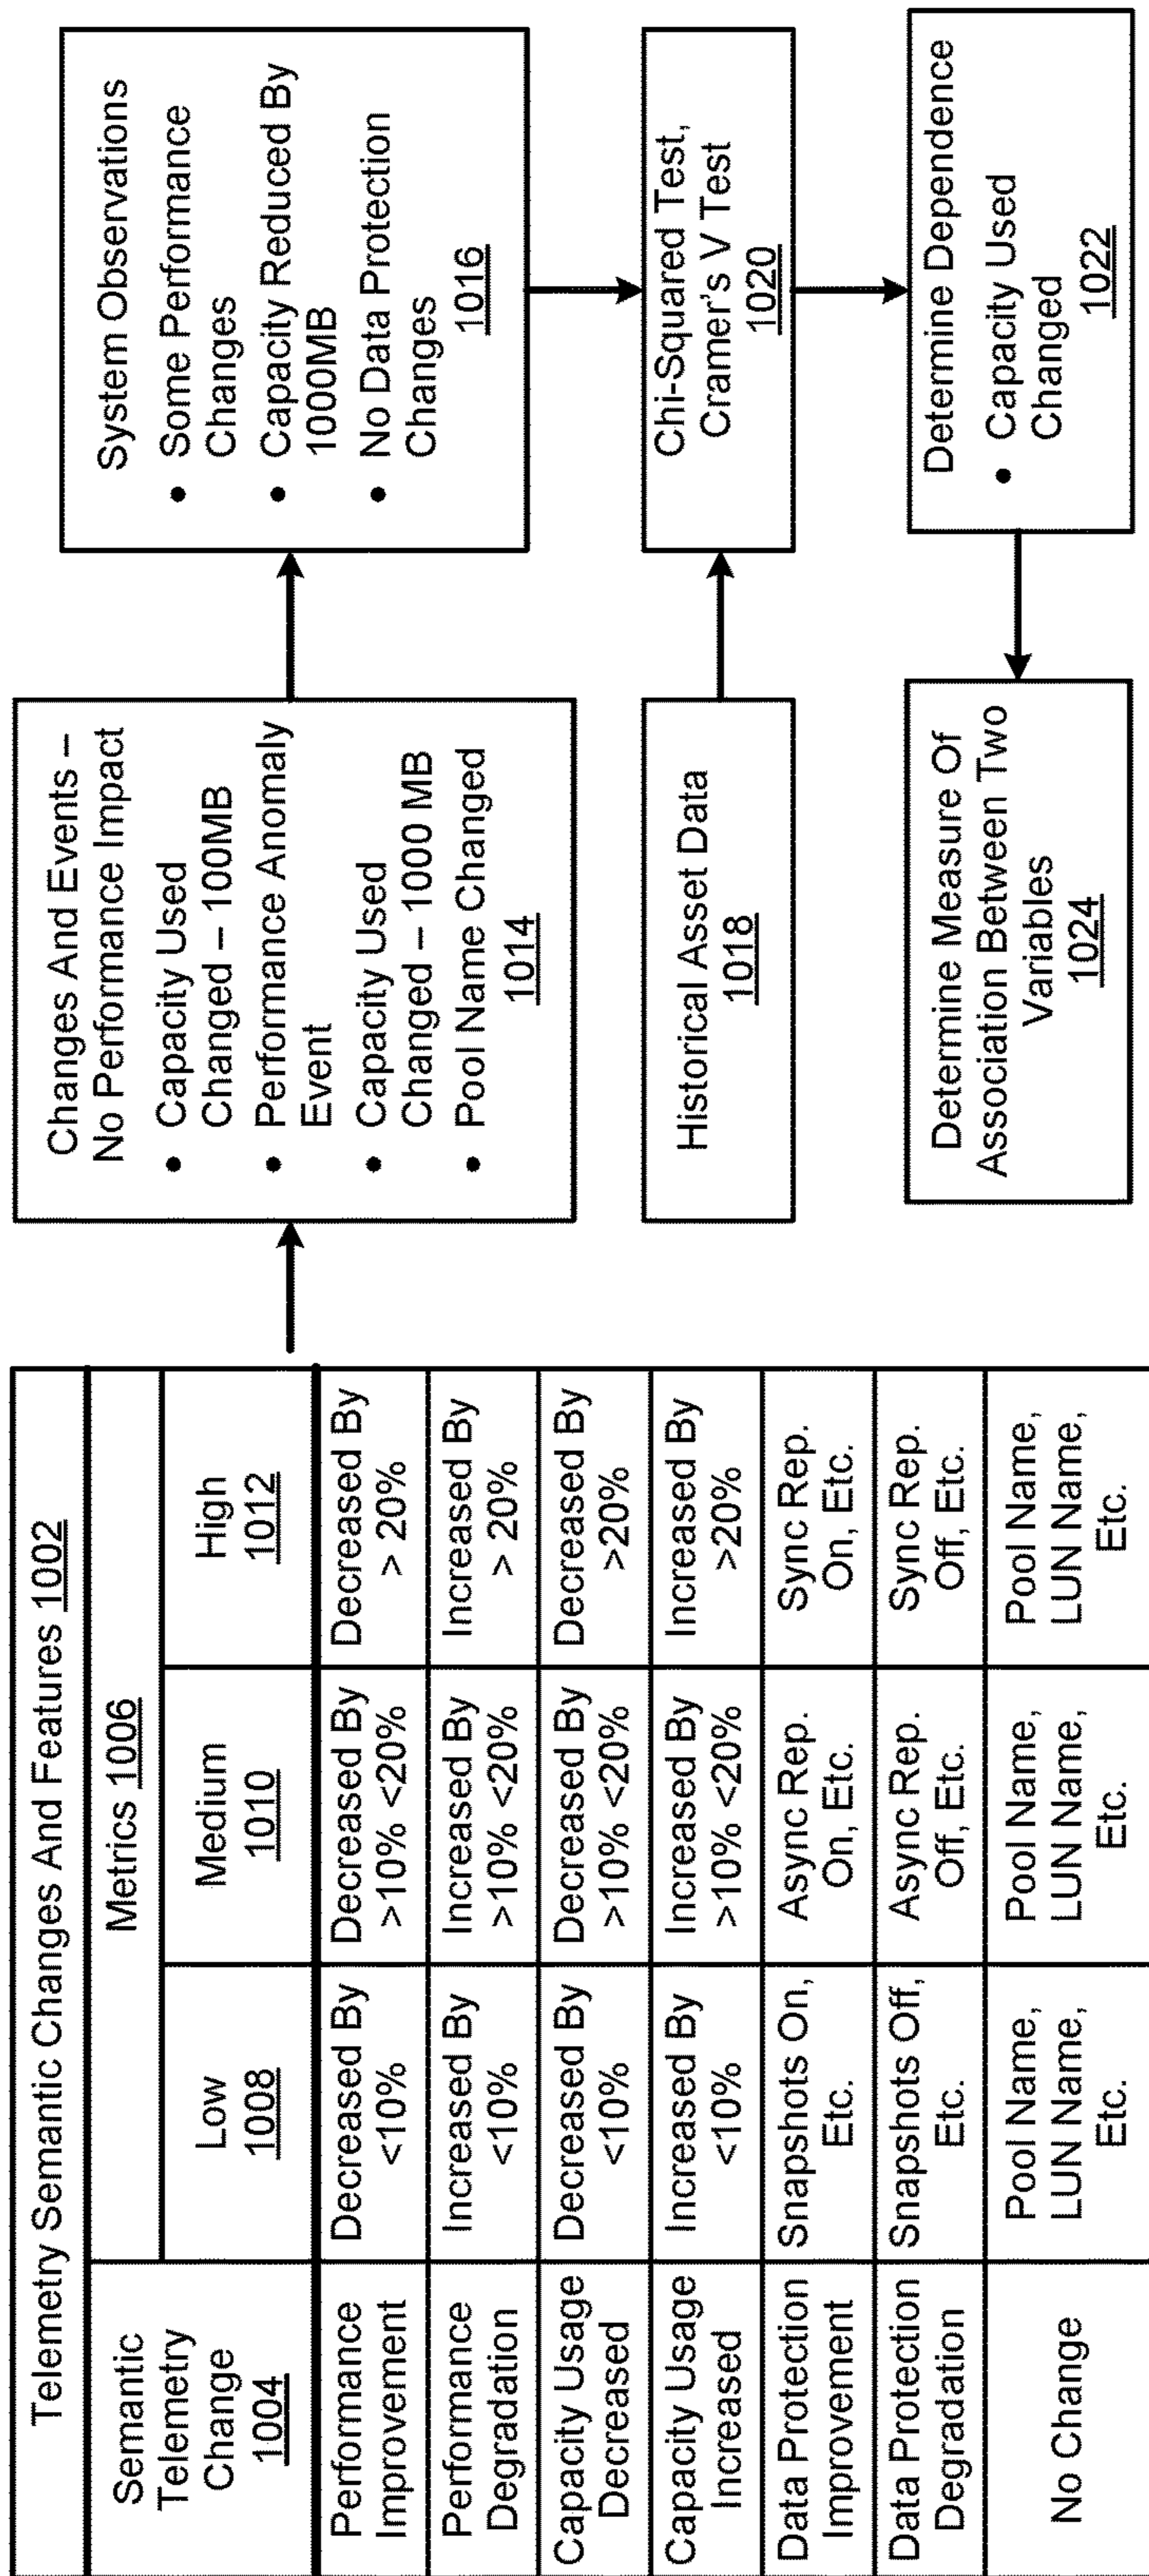 Telemetry Semantic Changes And Features 1002
Semantic
Telemetry
Change
1004
Metrics 1006
Low
1008
Medium
1010
High
1012
Performance
Improvement
Decreased By
<10%
Decreased By
>10% <20%
Decreased By
> 20%
Performance
Degradation
Increased By
<10%
Increased By
>10% <20%
Increased By
> 20%
Capacity Usage
Decreased
Decreased By
<10%
Decreased By
>10% <20%
Decreased By
>20%
Capacity Usage
Increased
Increased By
<10%
Increased By
>10% <20%
Increased By
>20%
Data Protection
Improvement
Snapshots On,
Etc.
Async Rep.
On, Etc.
Sync Rep.
On, Etc.
Data Protection
Degradation
Snapshots Off,
Etc.
Async Rep.
Off, Etc.
Sync Rep.
Off, Etc.
No Change
Pool Name,
LUN Name,
Etc.
Pool Name,
LUN Name,
Etc.
Pool Name,
LUN Name,
Etc.
Changes And Events –
No Performance Impact
• Capacity Used
Changed – 100MB
• Performance Anomaly
Event
• Capacity Used
Changed – 1000 MB
• Pool Name Changed
1014
System Observations
• Some Performance
Changes
• Capacity Reduced By
1000MB
• No Data Protection
Changes
1016
Historical Asset Data
1018
Chi-Squared Test,
Cramer's V Test
1020
Determine Dependence
• Capacity Used
Changed
1022
Determine Measure Of
Association Between Two
Variables
1024